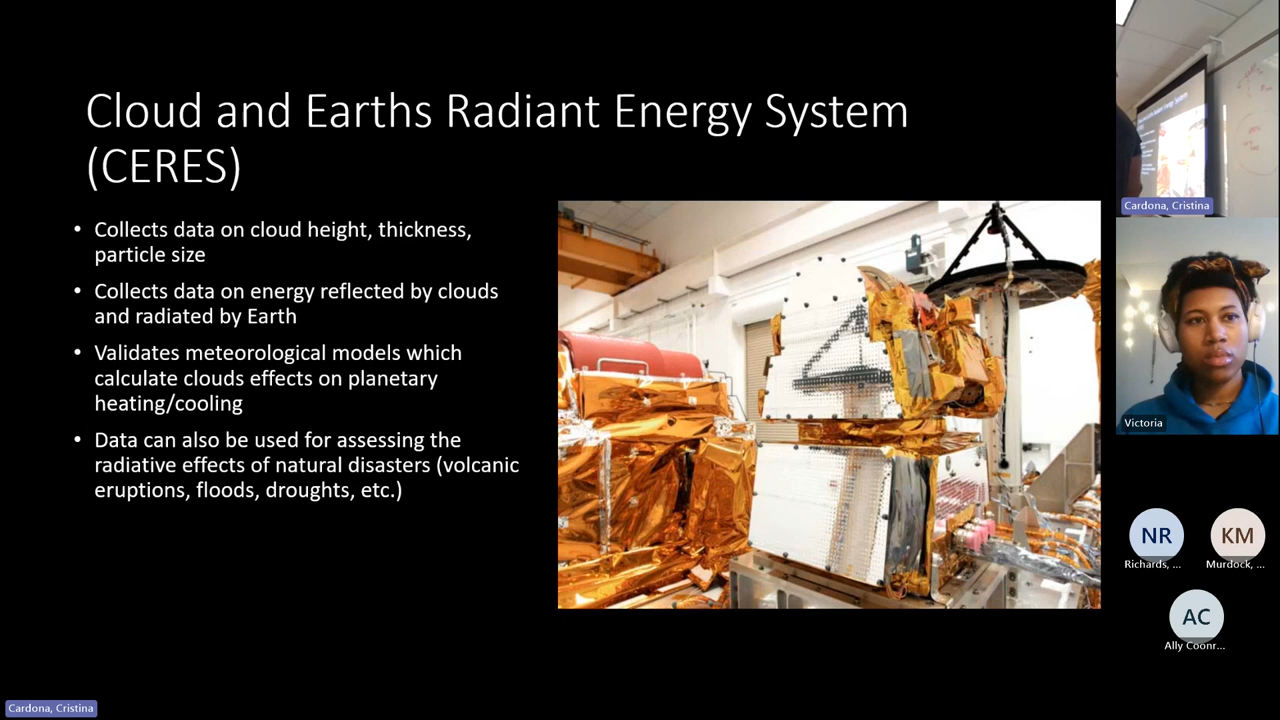 Cloud and Earths Radiant Energy System
(CERES)
• Collects data on cloud height, thickness,
particle size
• Collects data on energy reflected by clouds
and radiated by Earth
• Validates meteorological models which
calculate clouds effects on planetary
heating/cooling
• Data can also be used for assessing the
radiative effects of natural disasters (volcanic
eruptions, floods, droughts, etc.)
Cardona, Cristina
Victoria
NR
Richards, ...
KM
Murdock, ...
AC
Ally Coonr...
Cardona, Cristina